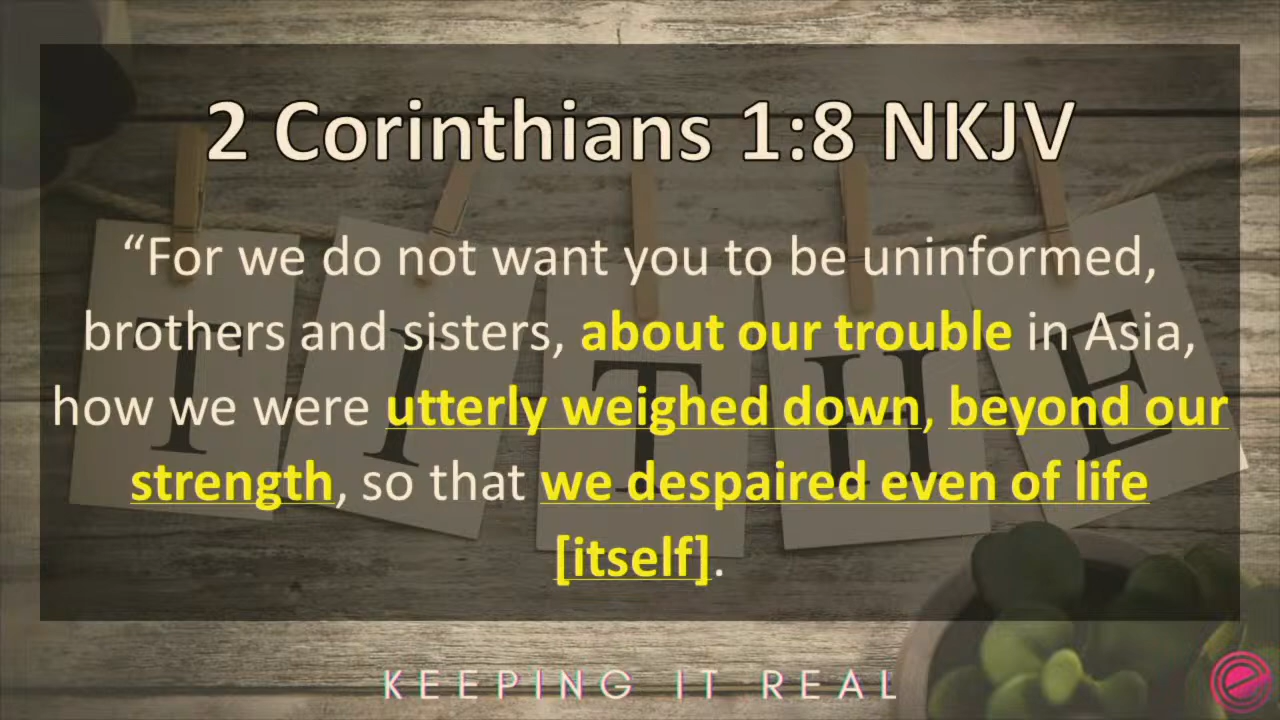 2 Corinthians 1:8 NKJV
“For we do not want you to be uninformed,
brothers and sisters, about our trouble in Asia,
how we were utterly weighed down, beyond our
strength, so that we despaired even of life
[itself].
T I T H E
KEEPING IT REAL